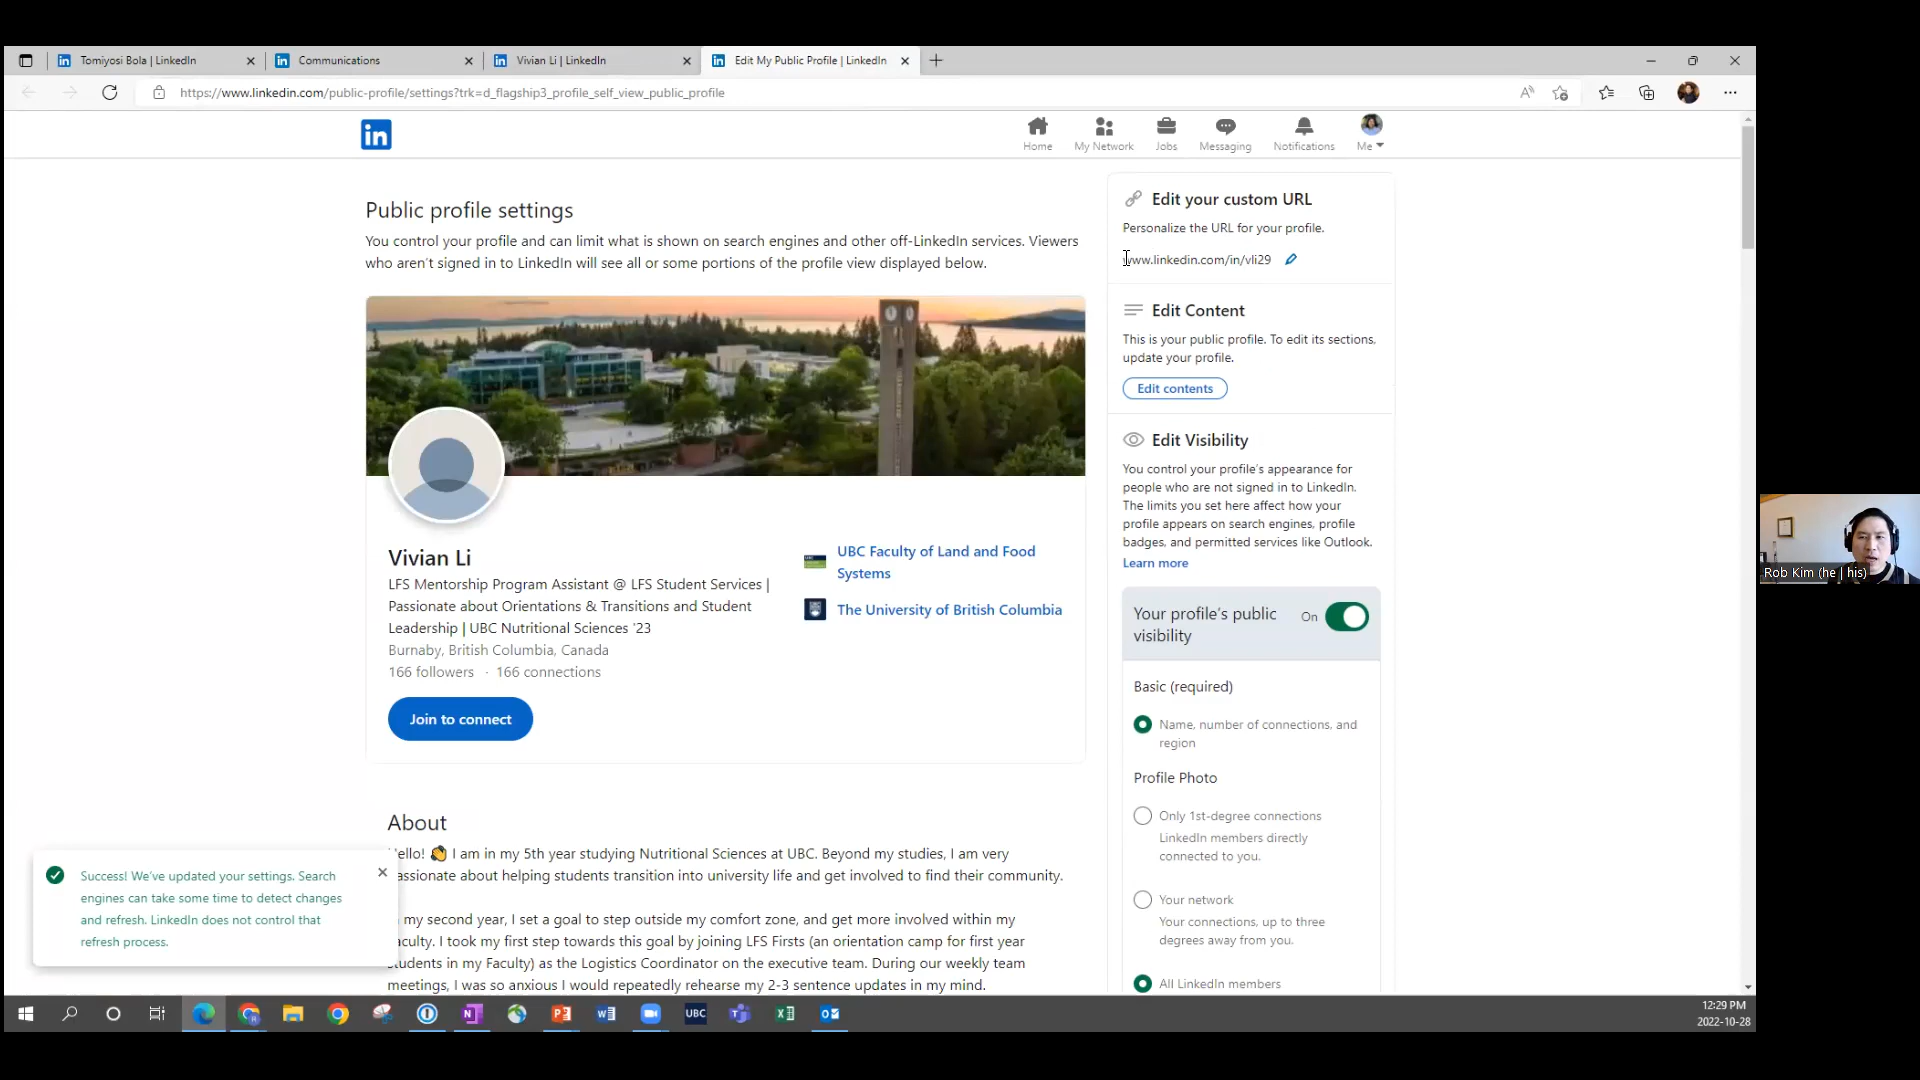 Tomiyosi Bola | LinkedIn
Communications
Vivian Li | LinkedIn
Edit My Public Profile | LinkedIn
https://www.linkedin.com/public-profile/settings?trk=d_flagship3_profile_self_view_public_profile
in
Home
My Network
Jobs
Messaging
Notifications
Me
Public profile settings
You control your profile and can limit what is shown on search engines and other off-LinkedIn services. Viewers
who aren't signed in to LinkedIn will see all or some portions of the profile view displayed below.
Vivian Li
LFS Mentorship Program Assistant @ LFS Student Services |
Passionate about Orientations & Transitions and Student
Leadership | UBC Nutritional Sciences '23
Burnaby, British Columbia, Canada
166 followers · 166 connections
Join to connect
UBC Faculty of Land and Food
Systems
The University of British Columbia
About
Hello! 👋 I am in my 5th year studying Nutritional Sciences at UBC. Beyond my studies, I am very
passionate about helping students transition into university life and get involved to find their community.
my second year, I set a goal to step outside my comfort zone, and get more involved within my
faculty. I took my first step towards this goal by joining LFS Firsts (an orientation camp for first year
students in my Faculty) as the Logistics Coordinator on the executive team. During our weekly team
meetings, I was so anxious I would repeatedly rehearse my 2-3 sentence updates in my mind.
Success! We've updated your settings. Search
engines can take some time to detect changes
and refresh. LinkedIn does not control that
refresh process.
Edit your custom URL
Personalize the URL for your profile.
www.linkedin.com/in/vli29
Edit Content
This is your public profile. To edit its sections,
update your profile.
Edit contents
Edit Visibility
You control your profile's appearance for
people who are not signed in to LinkedIn.
The limits you set here affect how your
profile appears on search engines, profile
badges, and permitted services like Outlook.
Learn more
Your profile's public
visibility
On
Basic (required)
Name, number of connections, and
region
Profile Photo
Only 1st-degree connections
LinkedIn members directly
connected to you.
Your network
Your connections, up to three
degrees away from you.
All LinkedIn members
Rob Kim (he | his)
UBC
12:29 PM
2022-10-28